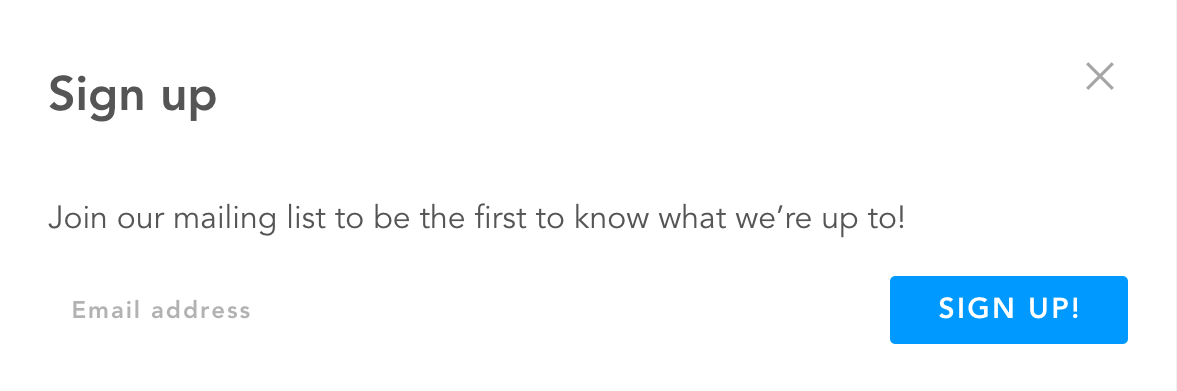 Sign up
Join our mailing list to be the first to know what we’re up to!
Email address
SIGN UP!